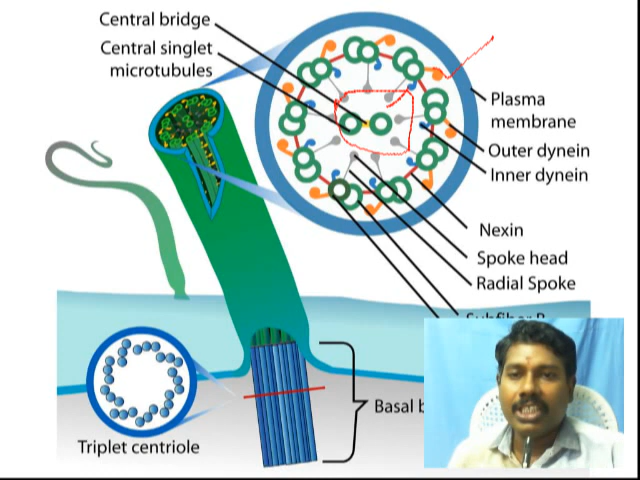 Central bridge
Central singlet
microtubules
Plasma
membrane
Outer dynein
Inner dynein
Nexin
Spoke head
Radial Spoke
Basal
Triplet centriole